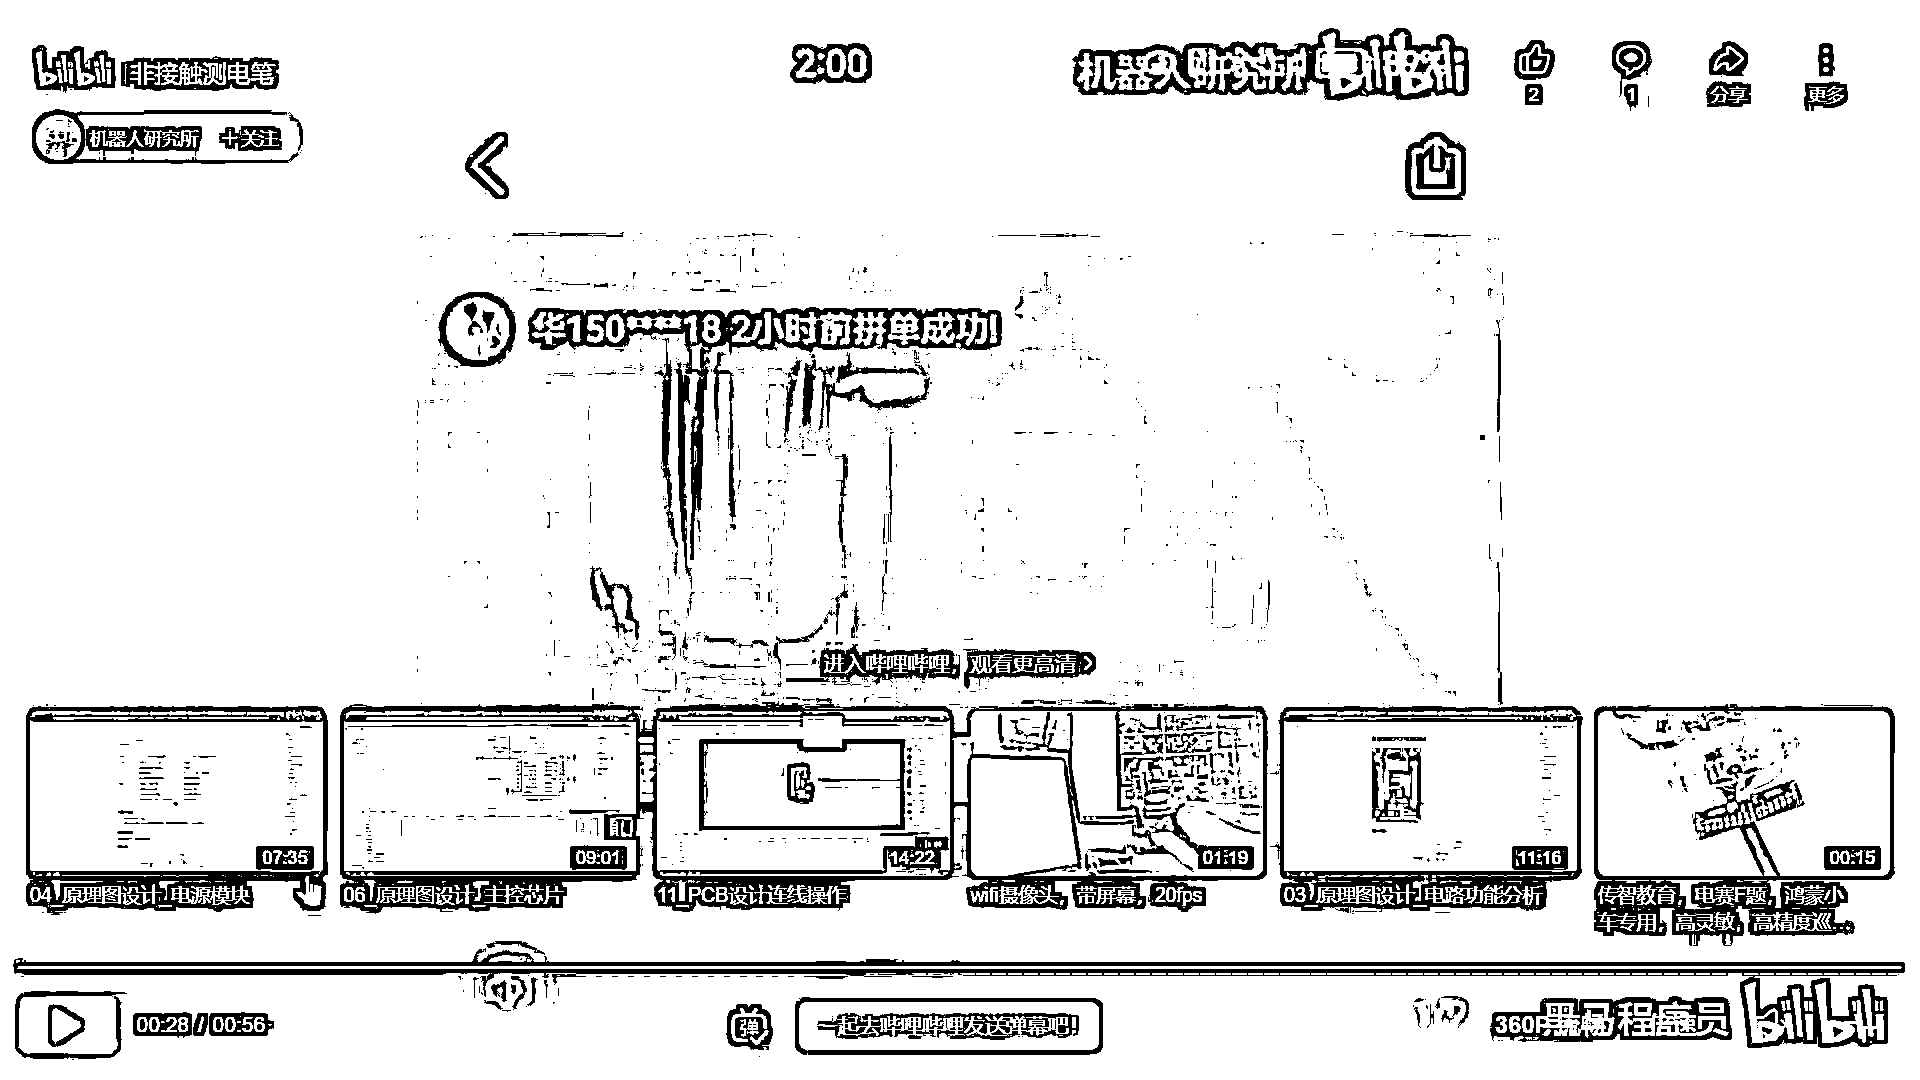 bilibili 非接触测电笔
2:00
机器人研究所 bilibili
2
1
分享
更多
机器人研究所 +关注
华150****18 2小时前拼单成功!
进入哔哩哔哩，观看更高清 >
07:35
09:01
14:22
01:19
11:16
00:15
04_原理图设计_电源模块
06_原理图设计_主控芯片
11_PCB设计连线操作
wifi摄像头，带屏幕，20fps
03_原理图设计_电路功能分析
传智教育，电赛F题，鸿蒙小
车专用，高灵敏，高精度巡...
00:28 / 00:56
弹
一起去哔哩哔哩发送弹幕吧!
360P
黑马程序员 bilibili